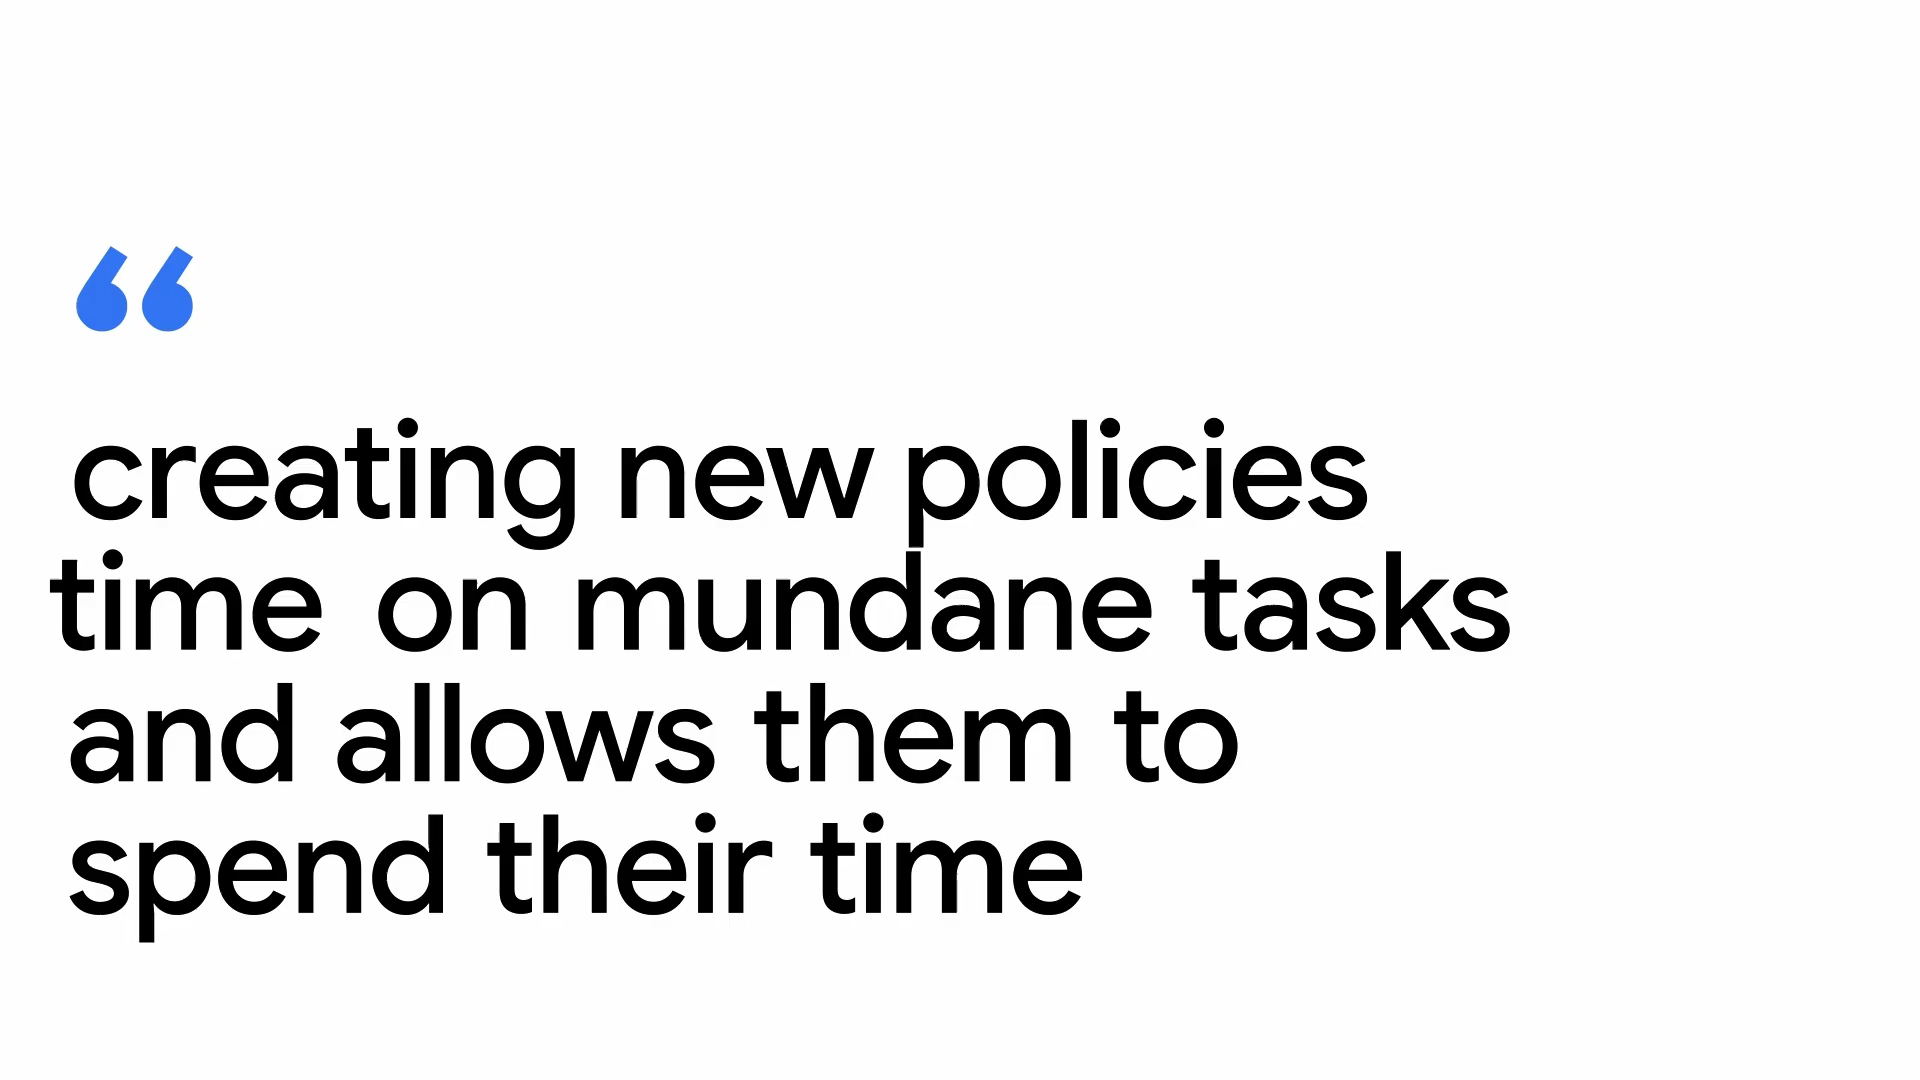 “
creating new policies
time on mundane tasks
and allows them to
spend their time